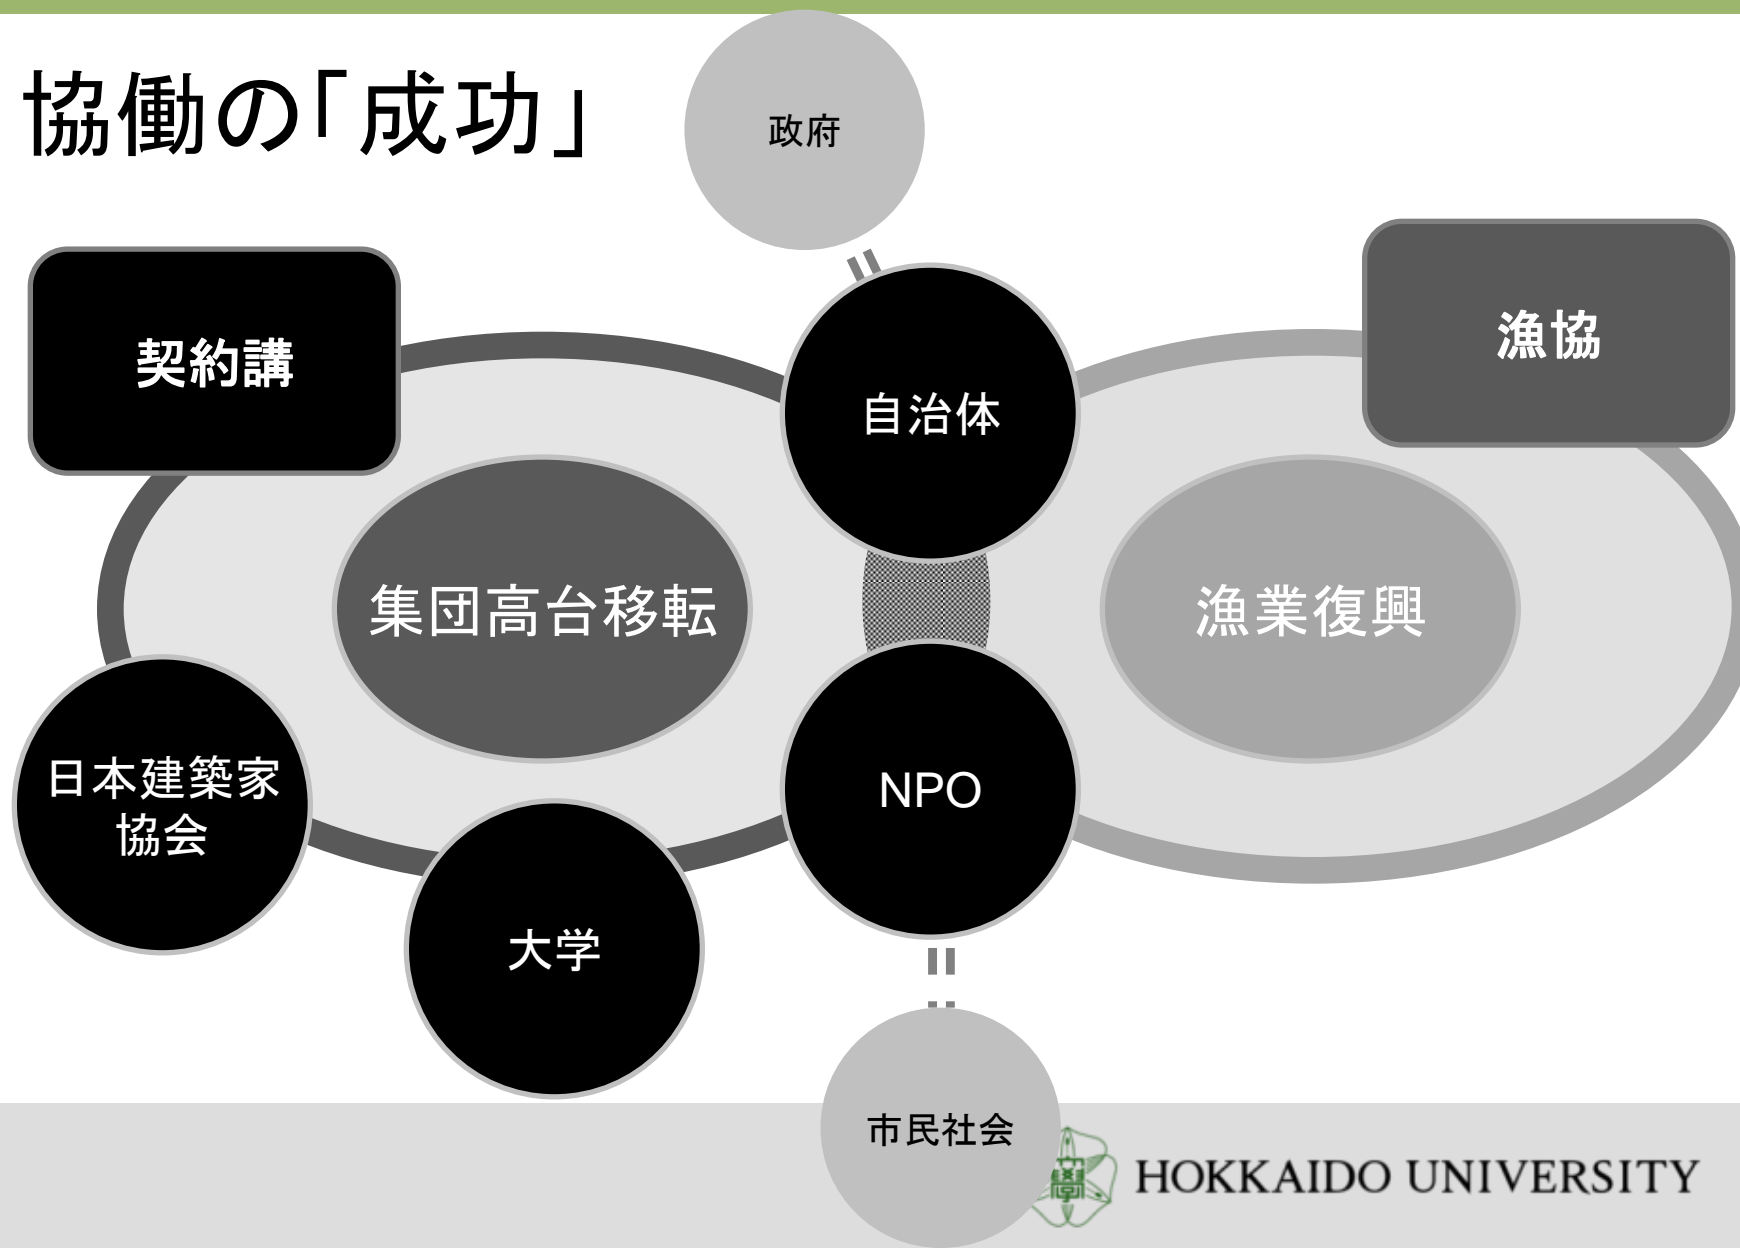 協働の「成功」
政府
契約講
漁協
自治体
集団高台移転
漁業復興
日本建築家
協会
NPO
大学
市民社会
HOKKAIDO UNIVERSITY